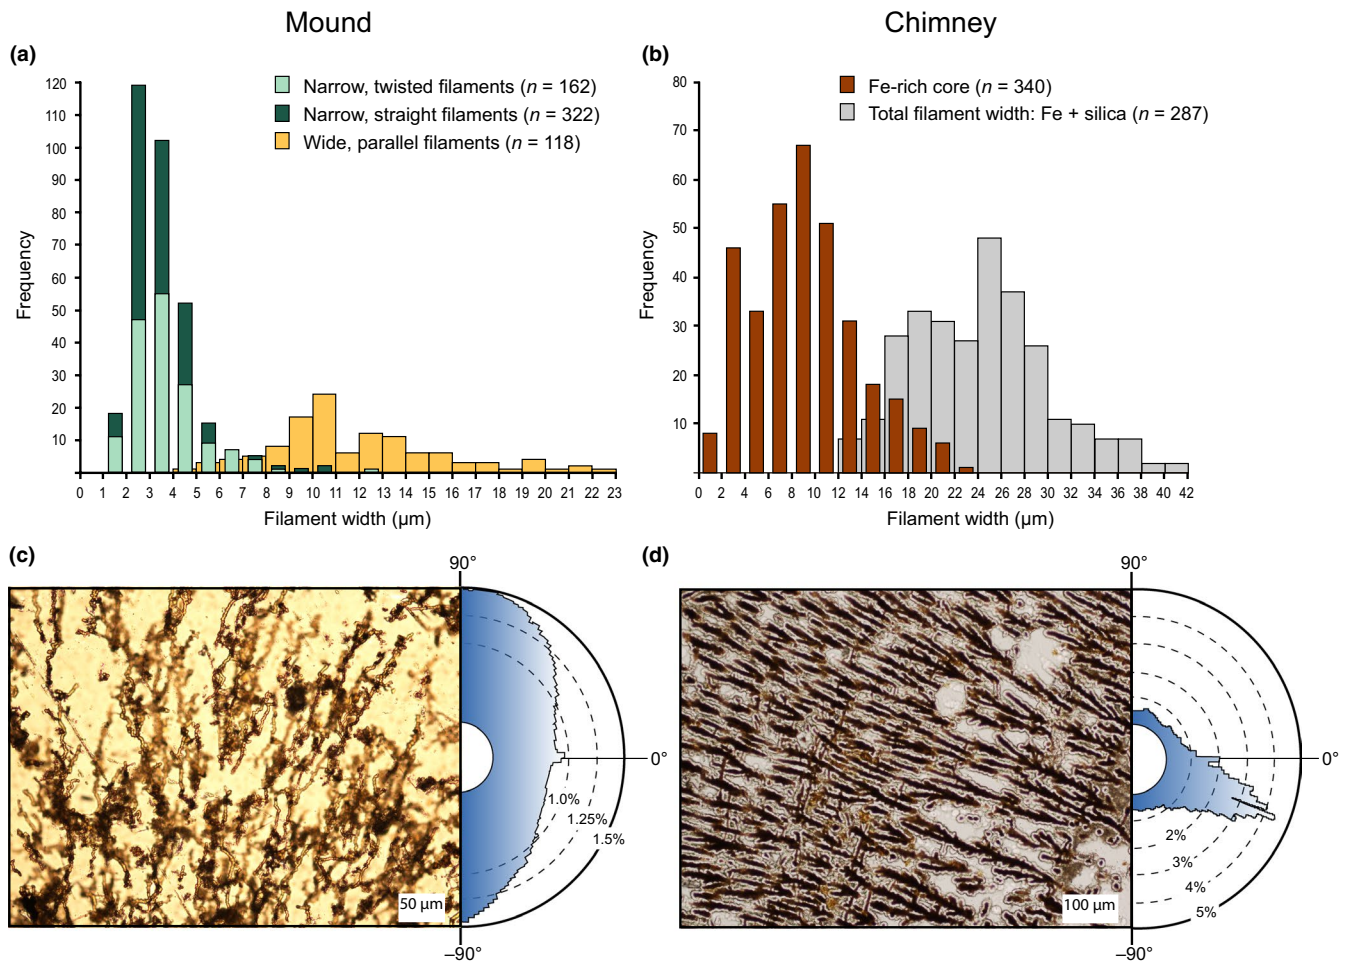 Mound
Chimney
(a)
120
110
100
90
80
70
60
50
40
30
20
10
Frequency
Narrow, twisted filaments (n = 162)
Narrow, straight filaments (n = 322)
Wide, parallel filaments (n = 118)
0 1 2 3 4 5 6 7 8 9 10 11 12 13 14 15 16 17 18 19 20 21 22 23
Filament width (µm)
(b)
80
70
60
50
40
30
20
10
Frequency
Fe-rich core (n = 340)
Total filament width: Fe + silica (n = 287)
0 2 4 6 8 10 12 14 16 18 20 22 24 26 28 30 32 34 36 38 40 42
Filament width (µm)
(c)
90°
0°
1.0%
1.25%
1.5%
50 µm
–90°
(d)
90°
0°
2%
3%
4%
5%
100 µm
–90°